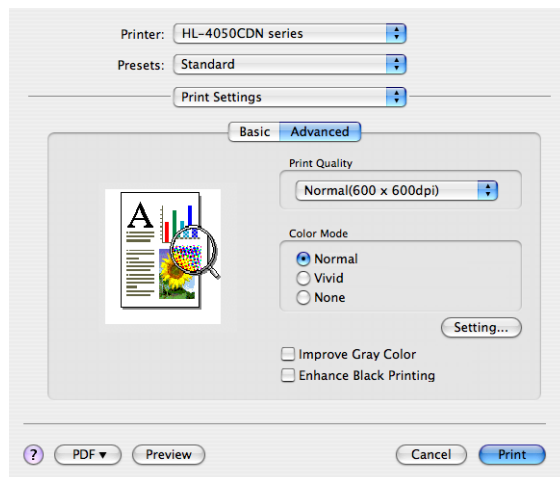 Printer: HL-4050CDN series
Presets: Standard
Print Settings
Basic Advanced
Print Quality
Normal(600 x 600dpi)
Color Mode
Normal
Vivid
None
Setting...
Improve Gray Color
Enhance Black Printing
? PDF▼ Preview Cancel Print
A